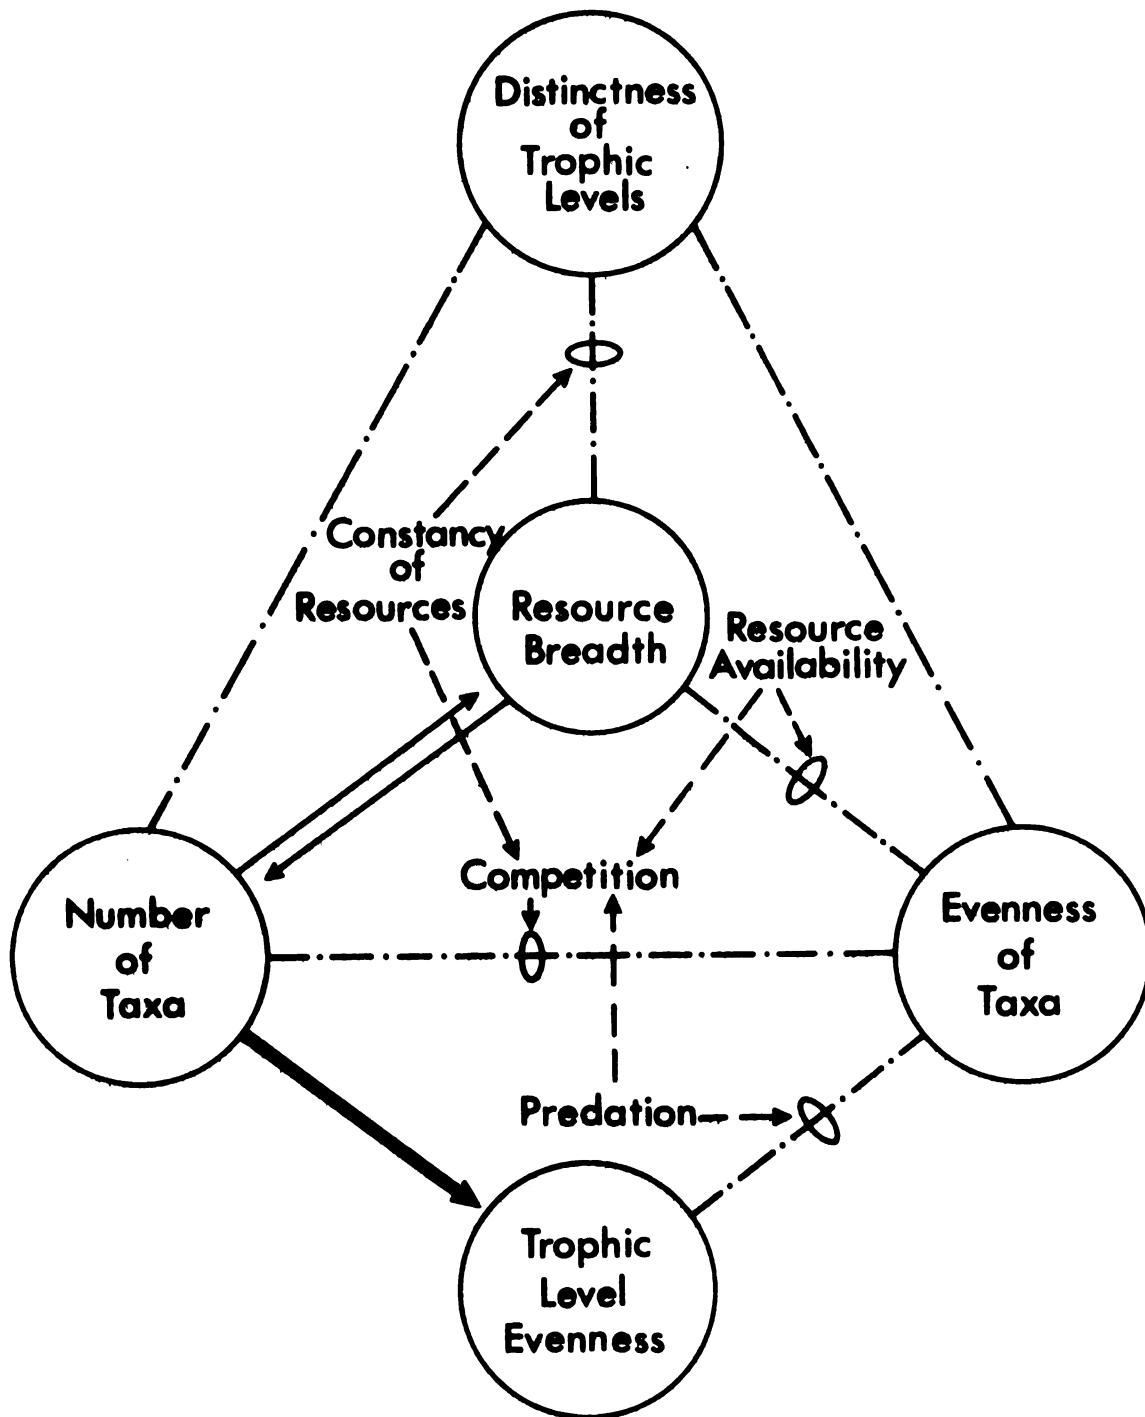 Distinctness
of
Trophic
Levels
Constancy
of
Resources
Resource
Breadth
Resource
Availability
Competition
Number
of
Taxa
Evenness
of
Taxa
Predation
Trophic
Level
Evenness